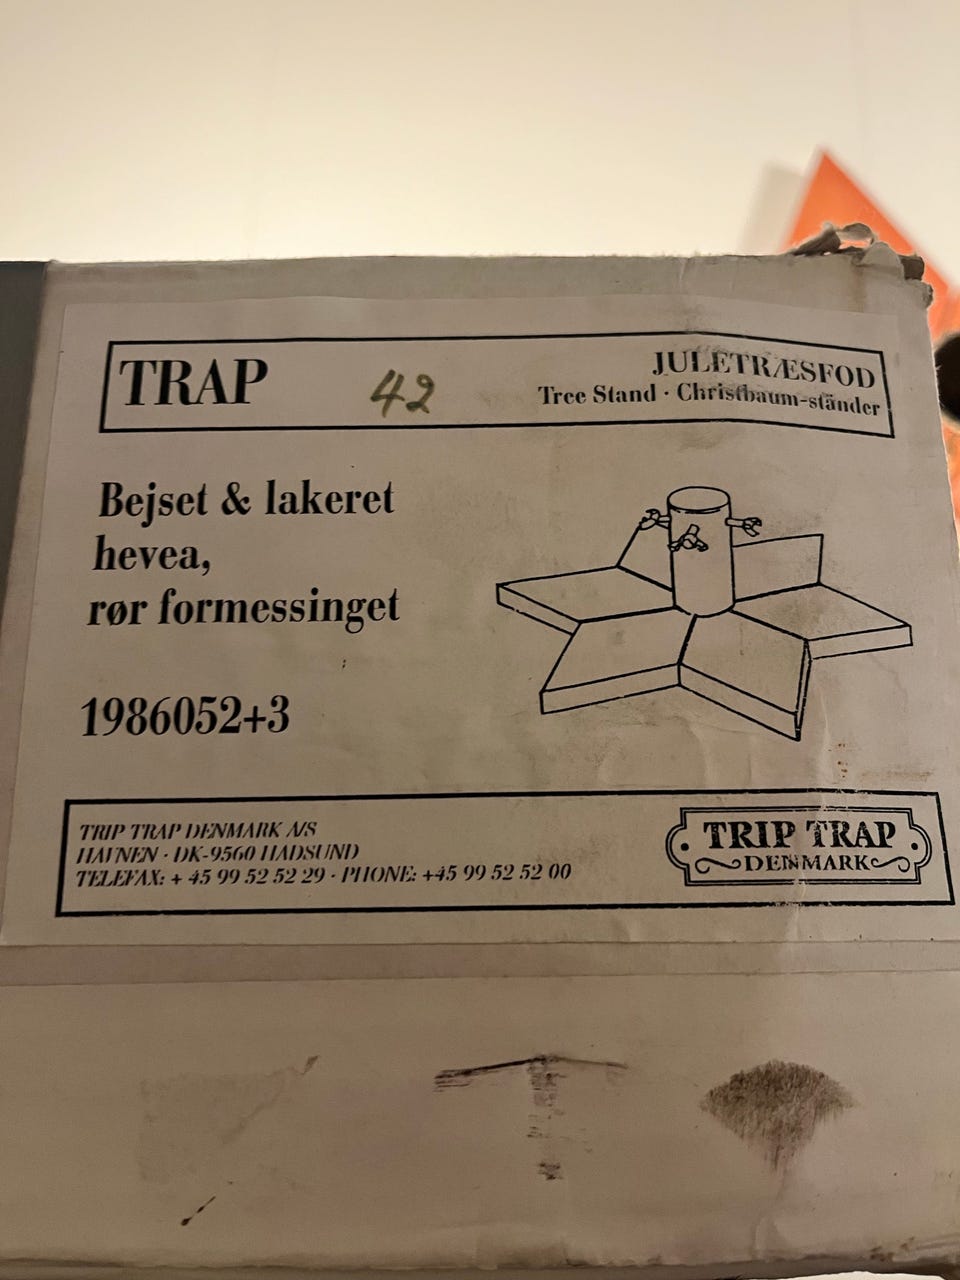 TRAP
42
JULETRÆSFOD
Tree Stand · Christbaum-ständer
Bejset & lakeret
hevea,
rør formessinget
1986052+3
TRIP TRAP DENMARK A/S
HAVNEN · DK-9560 HADSUND
TELEFAX: + 45 99 52 52 29 · PHONE: +45 99 52 52 00
TRIP TRAP
DENMARK